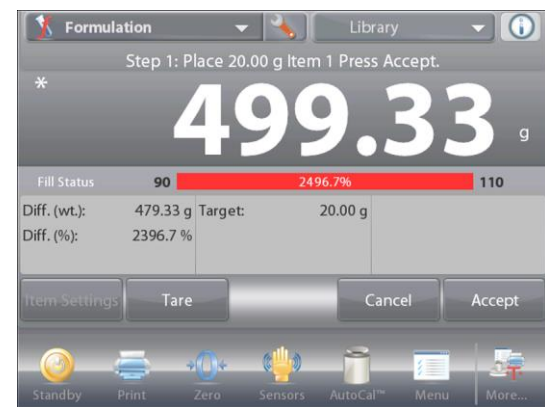 Formulation Library
Step 1: Place 20.00 g Item 1 Press Accept.
* 499.33 g
Fill Status 90 2496.7% 110
Diff. (wt.): 479.33 g Target: 20.00 g
Diff. (%): 2396.7 %
Item Settings Tare Cancel Accept
Standby Print Zero Sensors AutoCal™ Menu More...